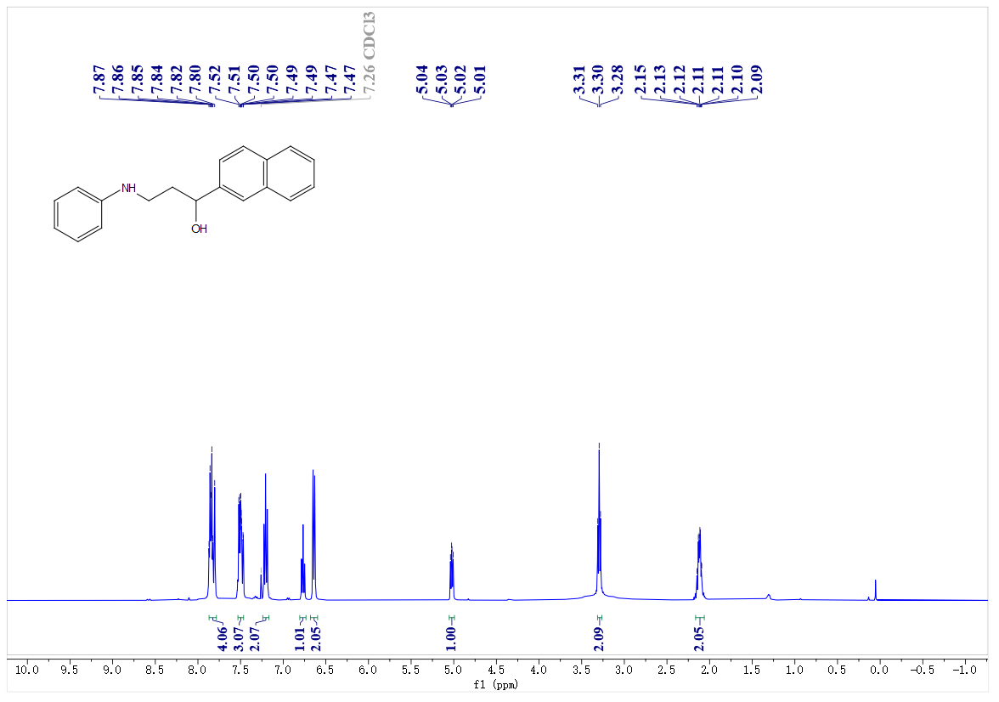 7.87 7.86 7.85 7.84 7.82 7.80 7.52 7.51 7.50 7.50 7.49 7.49 7.47 7.47 7.26 CDCl3 5.04 5.03 5.02 5.01 3.31 3.30 3.28 2.15 2.13 2.12 2.11 2.11 2.10 2.09
NH
OH
4.06 3.07 2.07 1.01 2.05 1.00 2.09 2.05
10.0 9.5 9.0 8.5 8.0 7.5 7.0 6.5 6.0 5.5 5.0 4.5 4.0 3.5 3.0 2.5 2.0 1.5 1.0 0.5 0.0 -0.5 -1.0
f1 (ppm)